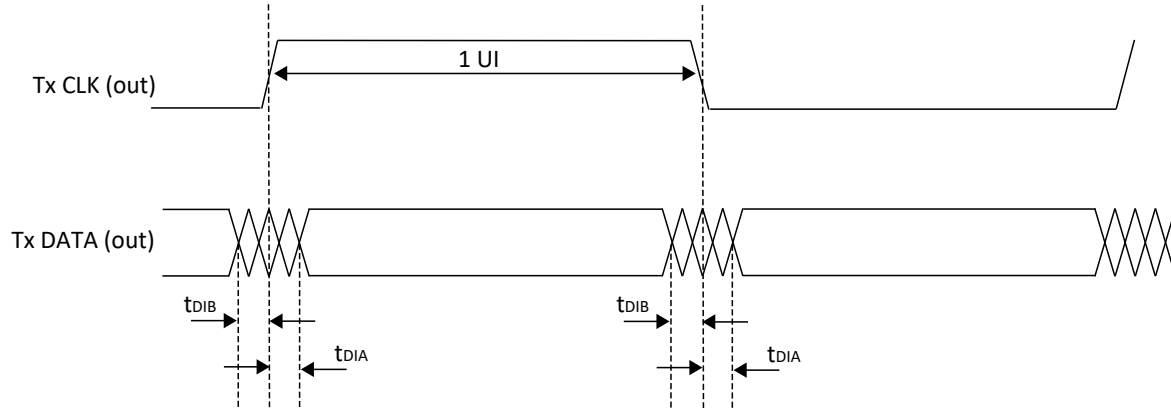 1 UI
Tx CLK (out)
Tx DATA (out)
tDIB
tDIB
tDIA
tDIA